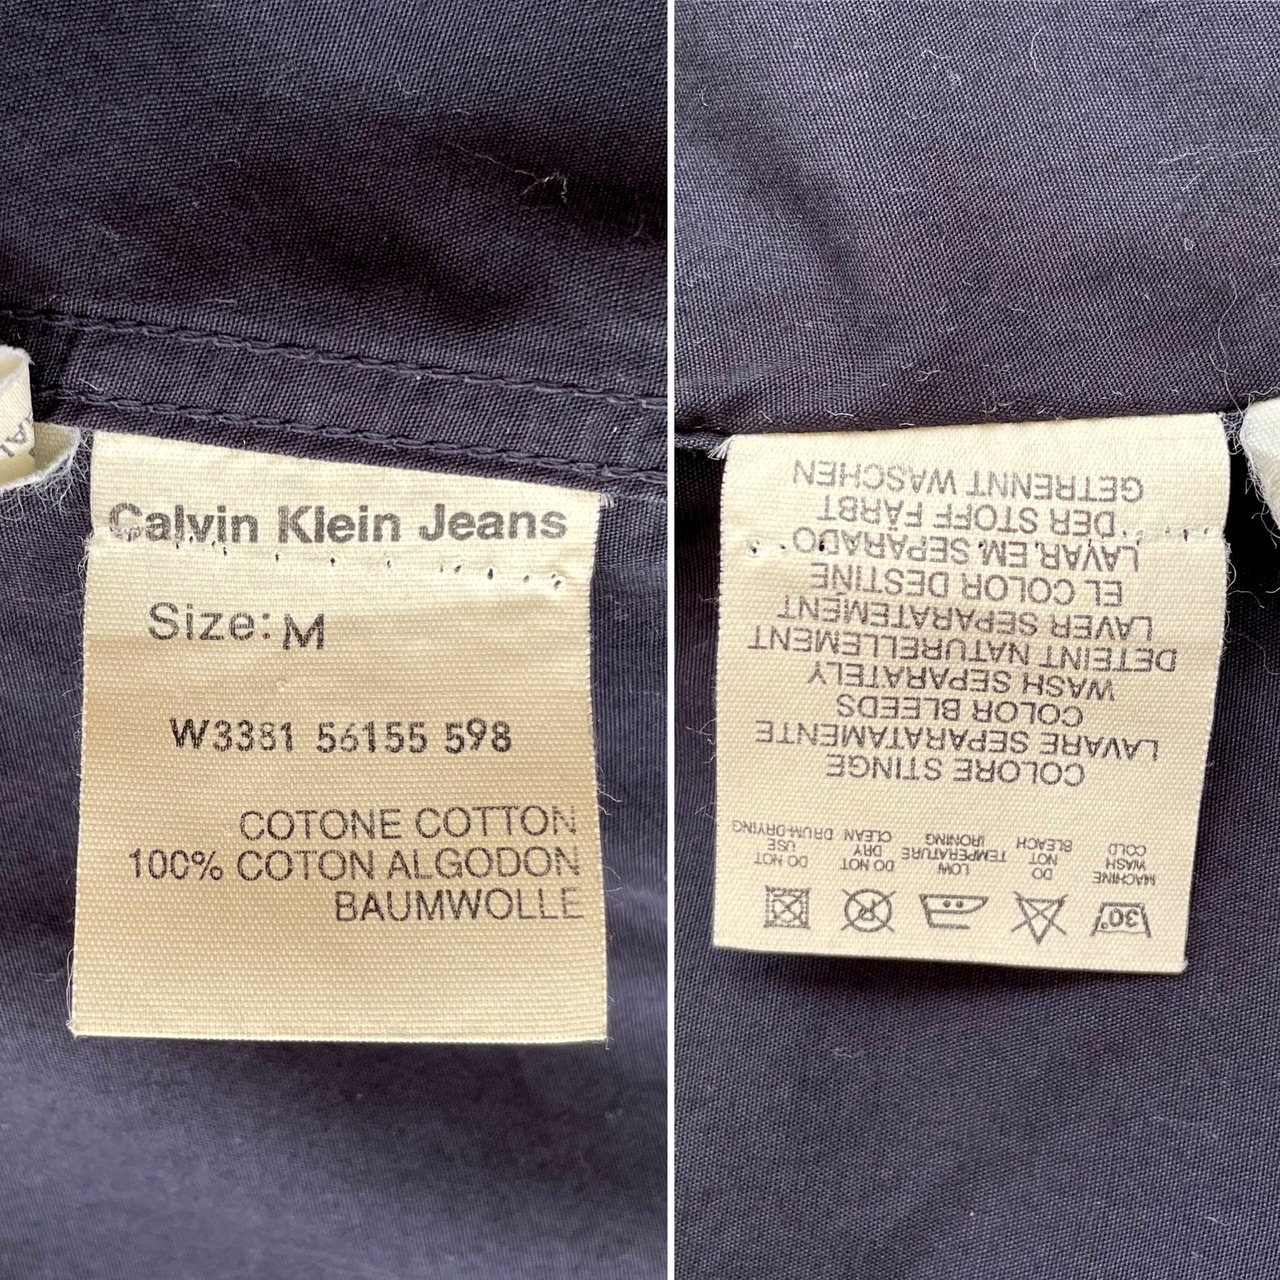 Calvin Klein Jeans
Size: M
W3381 56155 598
COTONE COTTON
100% COTON ALGODON
BAUMWOLLE
30°
R
MACHINE
WASH
COLD
DO
NOT
BLEACH
LOW
TEMPERATURE
IRONING
DO NOT
DRY
CLEAN
DO NOT
USE
DRUM-DRYING
COLORE STINGE
LAVARE SEPARATAMENTE
COLOR BLEEDS
WASH SEPARATELY
DETEINT NATURELLEMENT
LAVER SEPARATEMENT
EL COLOR DESTIÑE
LAVAR, EM SEPARADO
DER STOFF FARBT
GETRENNT WASCHEN